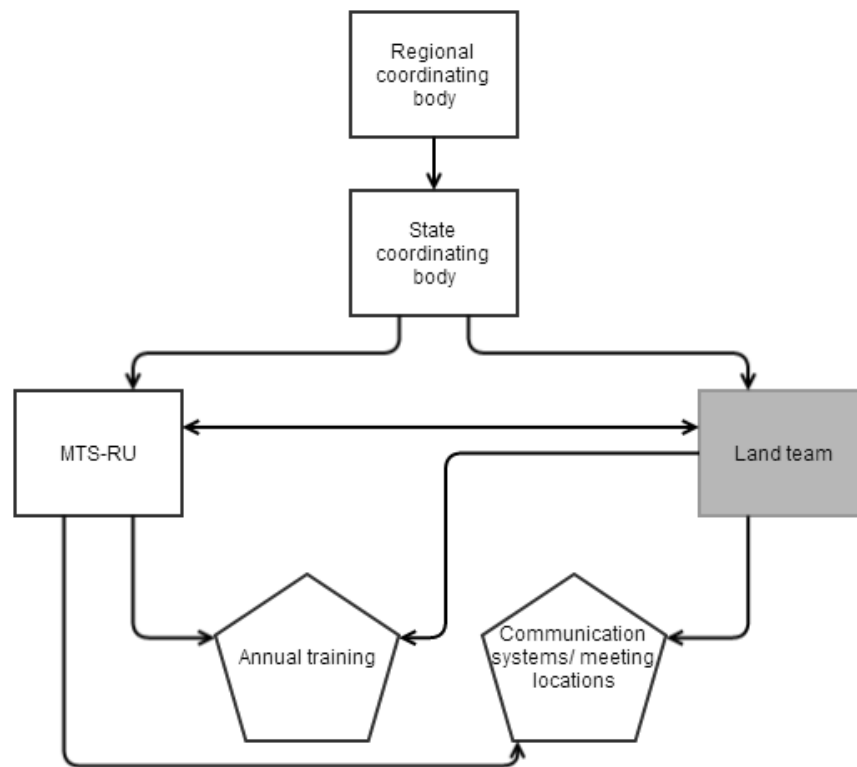 Regional
coordinating
body
State
coordinating
body
MTS-RU
Land team
Annual training
Communication
systems/ meeting
locations